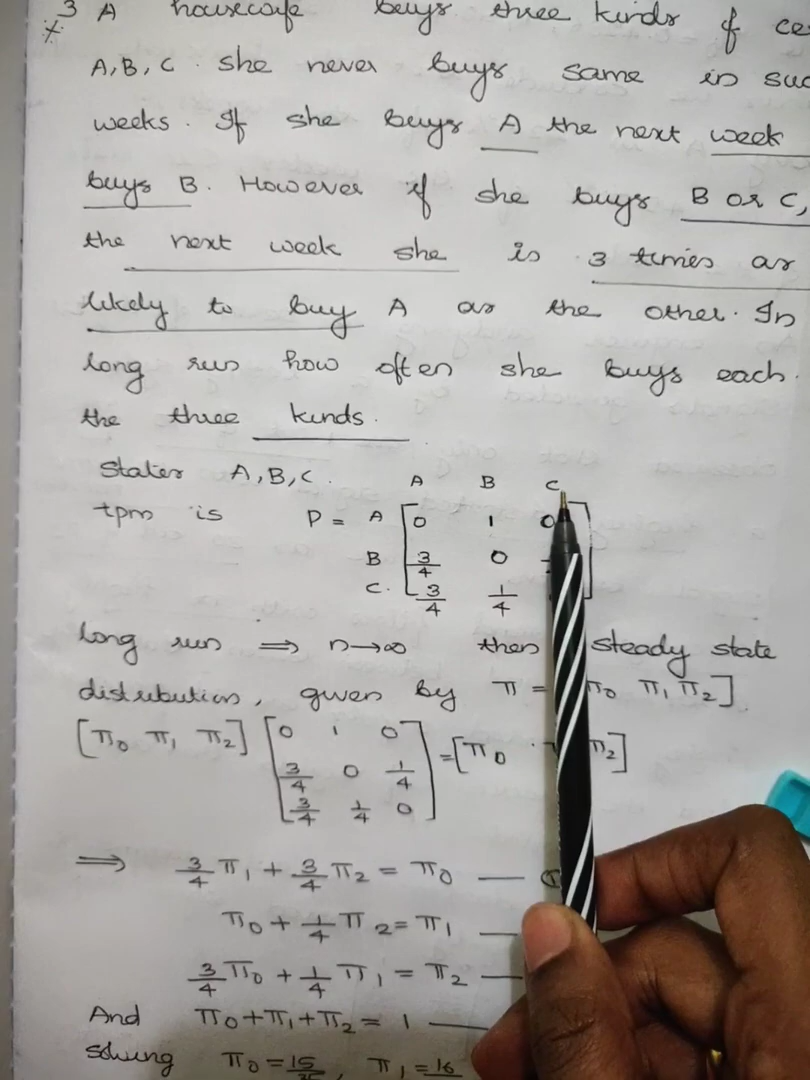 3 A housewife buys three kinds of ce
A, B, C. she never buys same in suc
weeks. If she buys A the next week
buys B. However if she buys B or C,
the next week she is 3 times as
likely to buy A as the other. In
long run how often she buys each.
the three kinds.
States A, B, C. A B C
tpm is P = A [0 1 0
B 3/4 0
C. 3/4 1/4
long run ⟹ n→∞ then steady state
distribution, given by π = π0 π1 π2]
[π0 π1 π2] [0 1 0
3/4 0 1/4 = [π0 π2]
3/4 1/4 0]
⟹ 3/4 π1 + 3/4 π2 = π0 — ①
π0 + 1/4 π2 = π1 —
3/4 π0 + 1/4 π1 = π2 —
And π0 + π1 + π2 = 1 —
Solving π0 = 15/35, π1 = 16